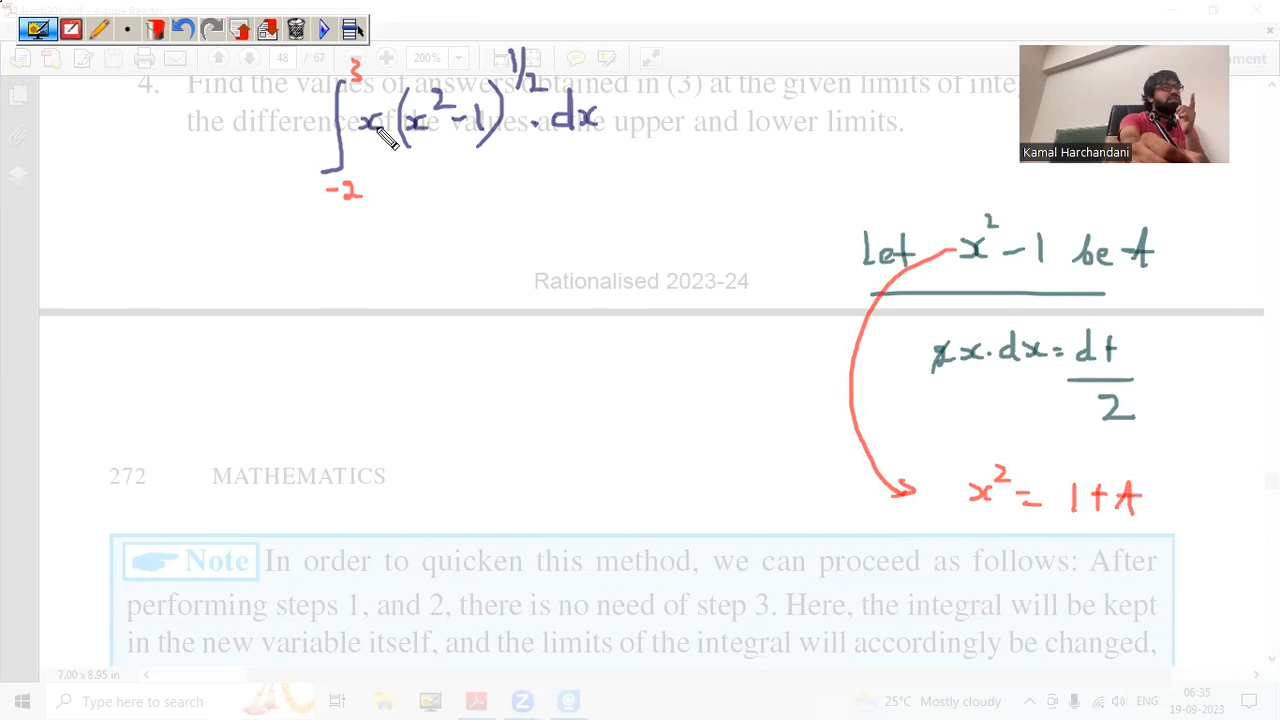 48 / 67 200%
4. Find the values of answers obtained in (3) at the given limits of integ
the difference of the values at the upper and lower limits.
3
∫ x(x² - 1)^1/2 . dx
-2
Kamal Harchandani
Let x² - 1 be t
Rationalised 2023-24
2x.dx = dt
2
272 MATHEMATICS
x² = 1 + t
Note In order to quicken this method, we can proceed as follows: After
performing steps 1, and 2, there is no need of step 3. Here, the integral will be kept
in the new variable itself, and the limits of the integral will accordingly be changed,
7.00 x 8.95 in
Type here to search 25°C Mostly cloudy ENG 06:35
19-09-2023